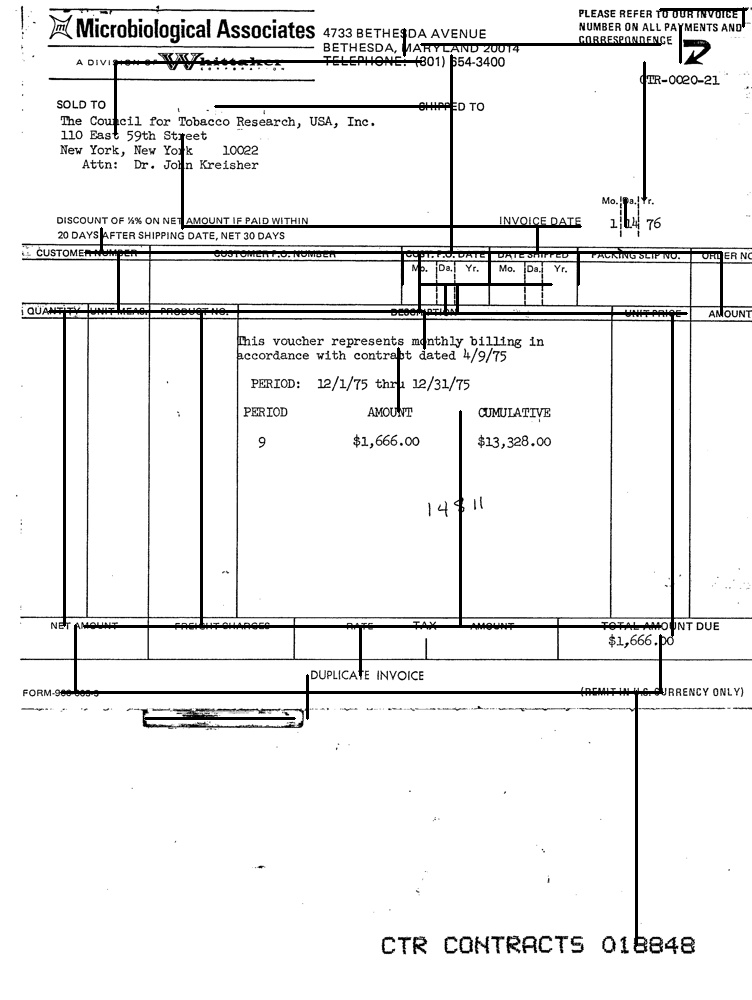 Microbiological Associates
A DIVISION OF Whittaker
CORPORATION
4733 BETHESDA AVENUE
BETHESDA, MARYLAND 20014
TELEPHONE: (301) 654-3400
PLEASE REFER TO OUR INVOICE
NUMBER ON ALL PAYMENTS AND
CORRESPONDENCE
CTR-0020-21
SOLD TO
SHIPPED TO
The Council for Tobacco Research, USA, Inc.
110 East 59th Street
New York, New York 10022
Attn: Dr. John Kreisher
DISCOUNT OF ½% ON NET AMOUNT IF PAID WITHIN
20 DAYS AFTER SHIPPING DATE, NET 30 DAYS
INVOICE DATE
Mo. Da. Yr.
1 14 76
CUSTOMER NUMBER CUSTOMER P.O. NUMBER CUST. P.O. DATE DATE SHIPPED PACKING SLIP NO. ORDER NO
Mo. Da. Yr. Mo. Da. Yr.
QUANTITY UNIT MEAS. PRODUCT NO. DESCRIPTION UNIT PRICE AMOUNT
This voucher represents monthly billing in
accordance with contract dated 4/9/75
PERIOD: 12/1/75 thru 12/31/75
PERIOD AMOUNT CUMULATIVE
9 $1,666.00 $13,328.00
14811
NET AMOUNT FREIGHT CHARGES RATE TAX AMOUNT TOTAL AMOUNT DUE
$1,666.00
DUPLICATE INVOICE
(REMIT IN U.S. CURRENCY ONLY)
CTR CONTRACTS 018848